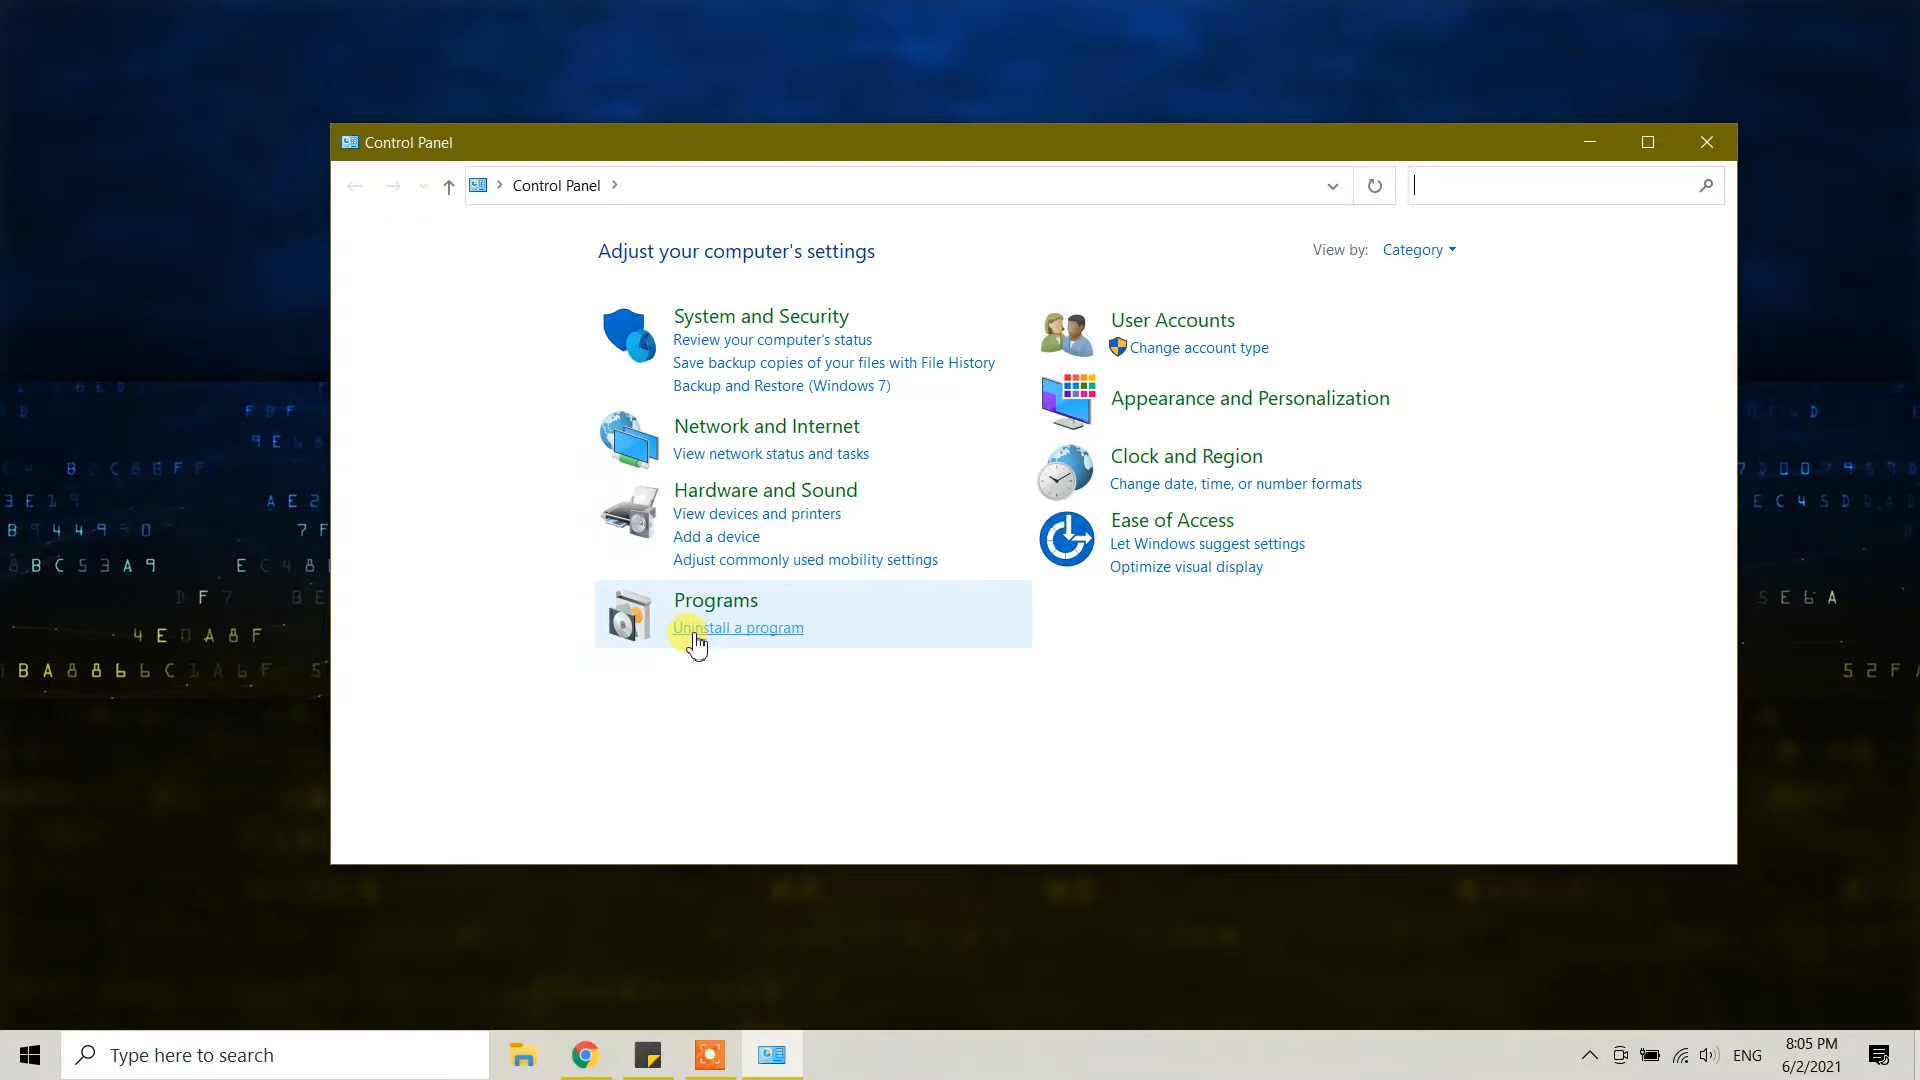 Control Panel
Control Panel
Adjust your computer's settings
View by: Category
System and Security
Review your computer's status
Save backup copies of your files with File History
Backup and Restore (Windows 7)
Network and Internet
View network status and tasks
Hardware and Sound
View devices and printers
Add a device
Adjust commonly used mobility settings
Programs
Uninstall a program
User Accounts
Change account type
Appearance and Personalization
Clock and Region
Change date, time, or number formats
Ease of Access
Let Windows suggest settings
Optimize visual display
Type here to search
ENG
8:05 PM
6/2/2021